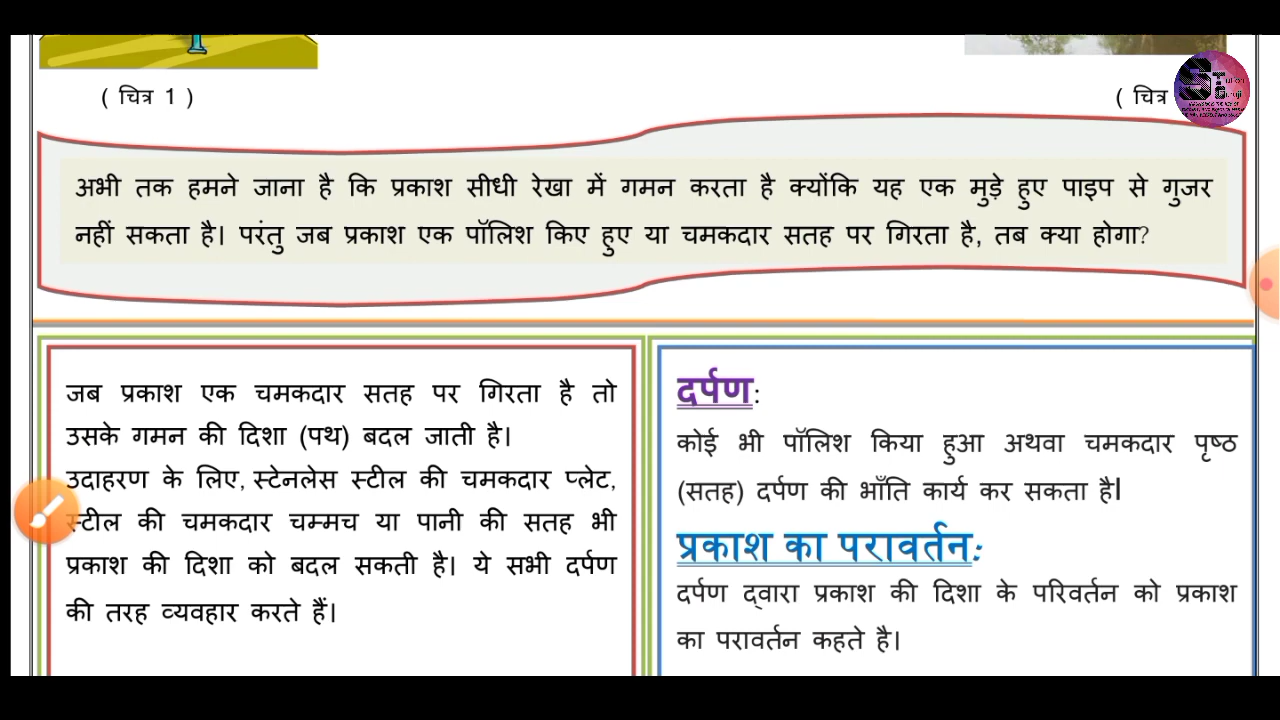 ( चित्र 1 )
( चित्र
अभी तक हमने जाना है कि प्रकाश सीधी रेखा में गमन करता है क्योंकि यह एक मुड़े हुए पाइप से गुजर
नहीं सकता है। परंतु जब प्रकाश एक पॉलिश किए हुए या चमकदार सतह पर गिरता है, तब क्या होगा?
जब प्रकाश एक चमकदार सतह पर गिरता है तो
उसके गमन की दिशा (पथ) बदल जाती है।
उदाहरण के लिए, स्टेनलेस स्टील की चमकदार प्लेट,
स्टील की चमकदार चम्मच या पानी की सतह भी
प्रकाश की दिशा को बदल सकती है। ये सभी दर्पण
की तरह व्यवहार करते हैं।
दर्पण:
कोई भी पॉलिश किया हुआ अथवा चमकदार पृष्ठ
(सतह) दर्पण की भाँति कार्य कर सकता है।
प्रकाश का परावर्तन:
दर्पण द्वारा प्रकाश की दिशा के परिवर्तन को प्रकाश
का परावर्तन कहते है।